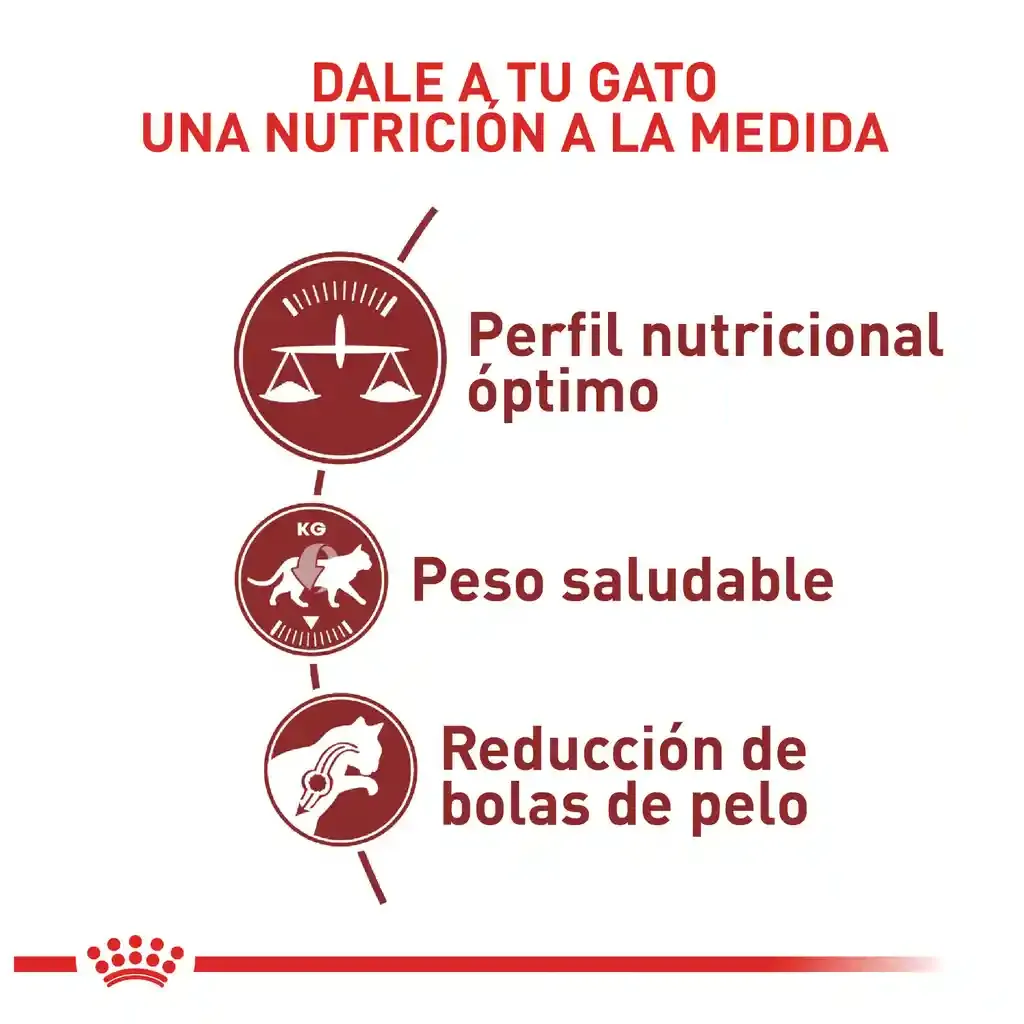 DALE A TU GATO
UNA NUTRICIÓN A LA MEDIDA
Perfil nutricional
óptimo
KG
Peso saludable
Reducción de
bolas de pelo